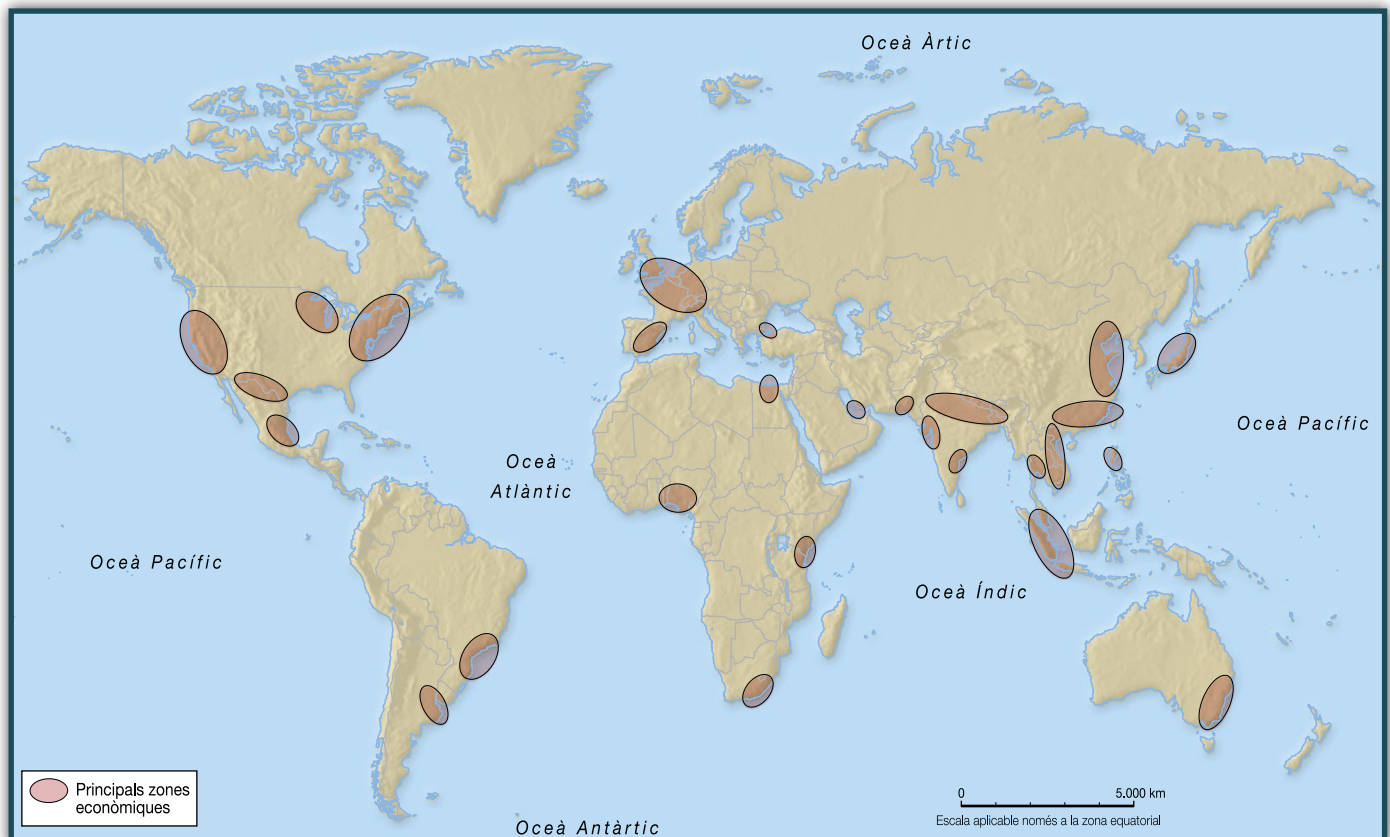 Oceà Àrtic
Oceà Pacífic
Oceà
Atlàntic
Oceà Pacífic
Oceà Índic
Principals zones
econòmiques
0 5.000 km
Escala aplicable només a la zona equatorial
Oceà Antàrtic